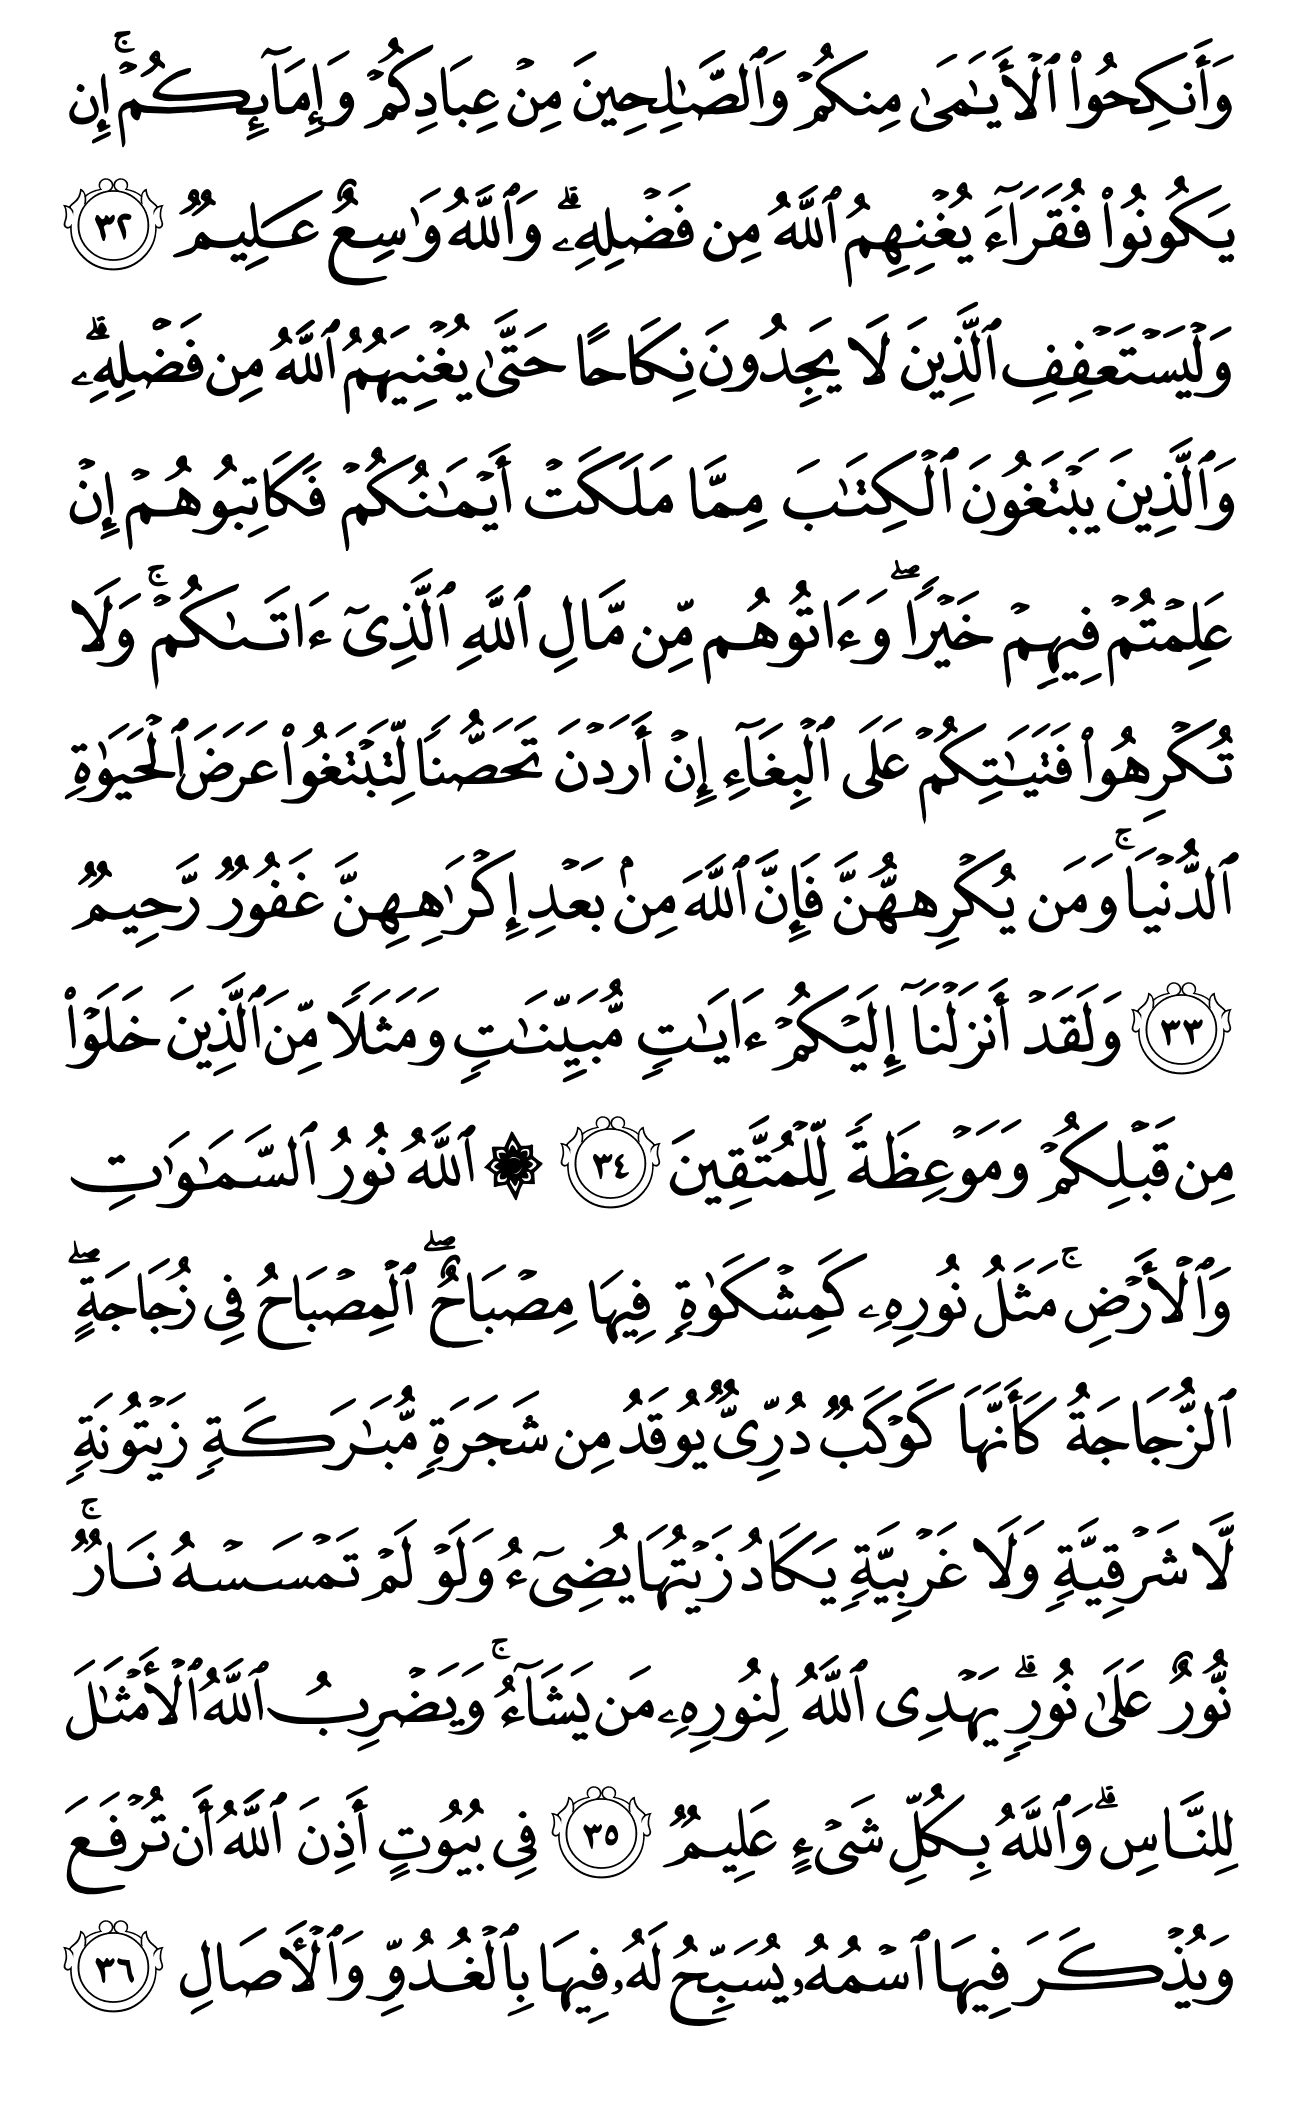 وَأَنكِحُوا۟ ٱلْأَيَـٰمَىٰ مِنكُمْ وَٱلصَّـٰلِحِينَ مِنْ عِبَادِكُمْ وَإِمَآئِكُمْ ۚ إِن
يَكُونُوا۟ فُقَرَآءَ يُغْنِهِمُ ٱللَّهُ مِن فَضْلِهِۦ ۗ وَٱللَّهُ وَٰسِعٌ عَلِيمٌ ٣٢
وَلْيَسْتَعْفِفِ ٱلَّذِينَ لَا يَجِدُونَ نِكَاحًا حَتَّىٰ يُغْنِيَهُمُ ٱللَّهُ مِن فَضْلِهِۦ ۗ
وَٱلَّذِينَ يَبْتَغُونَ ٱلْكِتَـٰبَ مِمَّا مَلَكَتْ أَيْمَـٰنُكُمْ فَكَاتِبُوهُمْ إِنْ
عَلِمْتُمْ فِيهِمْ خَيْرًا ۖ وَءَاتُوهُم مِّن مَّالِ ٱللَّهِ ٱلَّذِىٓ ءَاتَىٰكُمْ ۚ وَلَا
تُكْرِهُوا۟ فَتَيَـٰتِكُمْ عَلَى ٱلْبِغَآءِ إِنْ أَرَدْنَ تَحَصُّنًا لِّتَبْتَغُوا۟ عَرَضَ ٱلْحَيَوٰةِ
ٱلدُّنْيَا ۚ وَمَن يُكْرِههُّنَّ فَإِنَّ ٱللَّهَ مِنۢ بَعْدِ إِكْرَٰهِهِنَّ غَفُورٌ رَّحِيمٌ
٣٣ وَلَقَدْ أَنزَلْنَآ إِلَيْكُمْ ءَايَـٰتٍ مُّبَيِّنَـٰتٍ وَمَثَلًا مِّنَ ٱلَّذِينَ خَلَوْا۟
مِن قَبْلِكُمْ وَمَوْعِظَةً لِّلْمُتَّقِينَ ٣٤ ۞ ٱللَّهُ نُورُ ٱلسَّمَـٰوَٰتِ
وَٱلْأَرْضِ ۚ مَثَلُ نُورِهِۦ كَمِشْكَوٰةٍ فِيهَا مِصْبَاحٌ ۖ ٱلْمِصْبَاحُ فِى زُجَاجَةٍ ۖ
ٱلزُّجَاجَةُ كَأَنَّهَا كَوْكَبٌ دُرِّىٌّ يُوقَدُ مِن شَجَرَةٍ مُّبَـٰرَكَةٍ زَيْتُونَةٍ
لَّا شَرْقِيَّةٍ وَلَا غَرْبِيَّةٍ يَكَادُ زَيْتُهَا يُضِىٓءُ وَلَوْ لَمْ تَمْسَسْهُ نَارٌ ۚ
نُّورٌ عَلَىٰ نُورٍ ۗ يَهْدِى ٱللَّهُ لِنُورِهِۦ مَن يَشَآءُ ۚ وَيَضْرِبُ ٱللَّهُ ٱلْأَمْثَـٰلَ
لِلنَّاسِ ۗ وَٱللَّهُ بِكُلِّ شَىْءٍ عَلِيمٌ ٣٥ فِى بُيُوتٍ أَذِنَ ٱللَّهُ أَن تُرْفَعَ
وَيُذْكَرَ فِيهَا ٱسْمُهُۥ يُسَبِّحُ لَهُۥ فِيهَا بِٱلْغُدُوِّ وَٱلْـَٔاصَالِ ٣٦